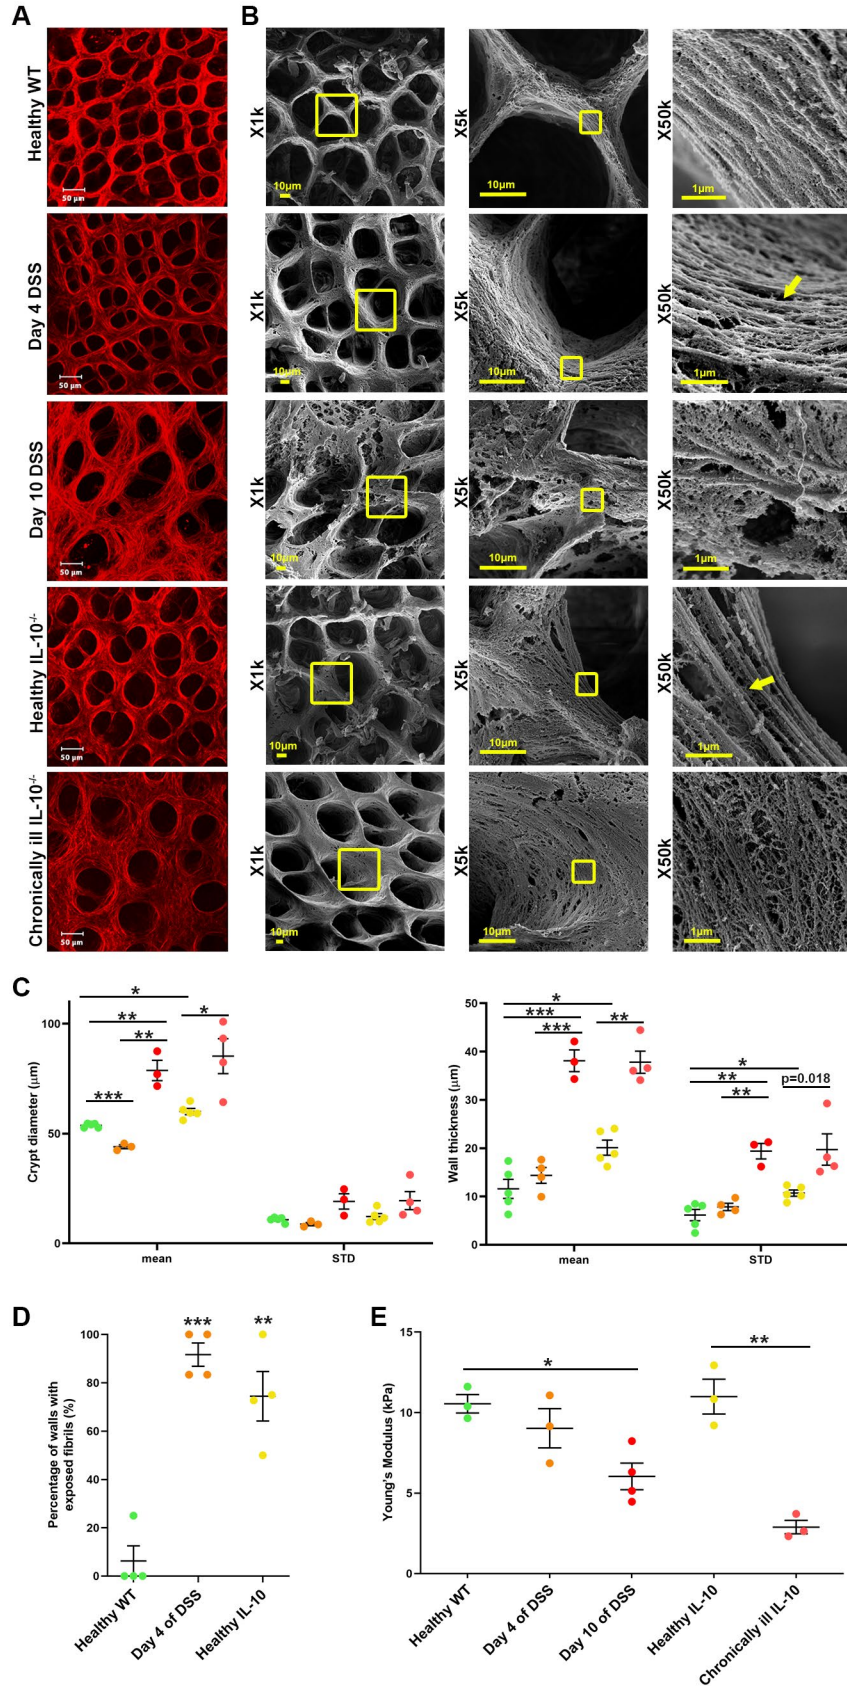 A
B
Healthy WT
50 µm
X1k
10µm
X5k
10µm
X50k
1µm
Day 4 DSS
50 µm
X1k
10µm
X5k
10µm
X50k
1µm
Day 10 DSS
50 µm
X1k
10µm
X5k
10µm
X50k
1µm
Healthy IL-10-/-
50 µm
X1k
10µm
X5k
10µm
X50k
1µm
Chronically ill IL-10-/-
50 µm
X1k
10µm
X5k
10µm
X50k
1µm
C
Crypt diameter (µm)
100
50
0
*
**
*
**
***
mean
STD
Wall thickness (µm)
50
40
30
20
10
0
*
***
**
***
*
**
p=0.018
**
mean
STD
D
Percentage of walls with
exposed fibrils (%)
100
80
60
40
20
0
***
**
Healthy WT
Day 4 of DSS
Healthy IL-10
E
Young's Modulus (kPa)
15
10
5
0
*
**
Healthy WT
Day 4 of DSS
Day 10 of DSS
Healthy IL-10
Chronically ill IL-10